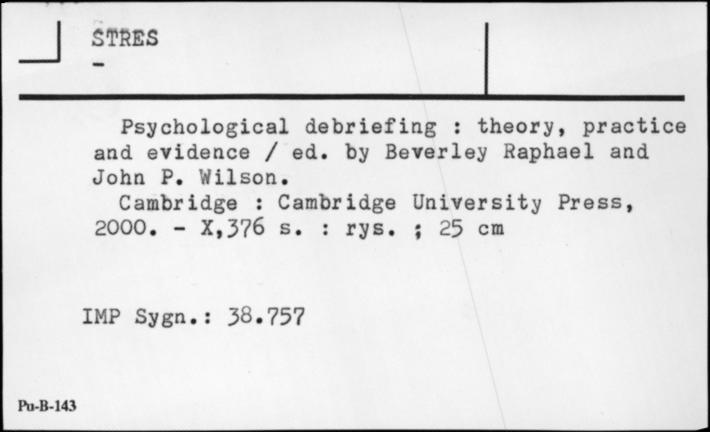 STRES
-
Psychological debriefing : theory, practice
and evidence / ed. by Beverley Raphael and
John P. Wilson.
Cambridge : Cambridge University Press,
2000. - X,376 s. : rys. ; 25 cm
IMP Sygn.: 38.757
Pu-B-143